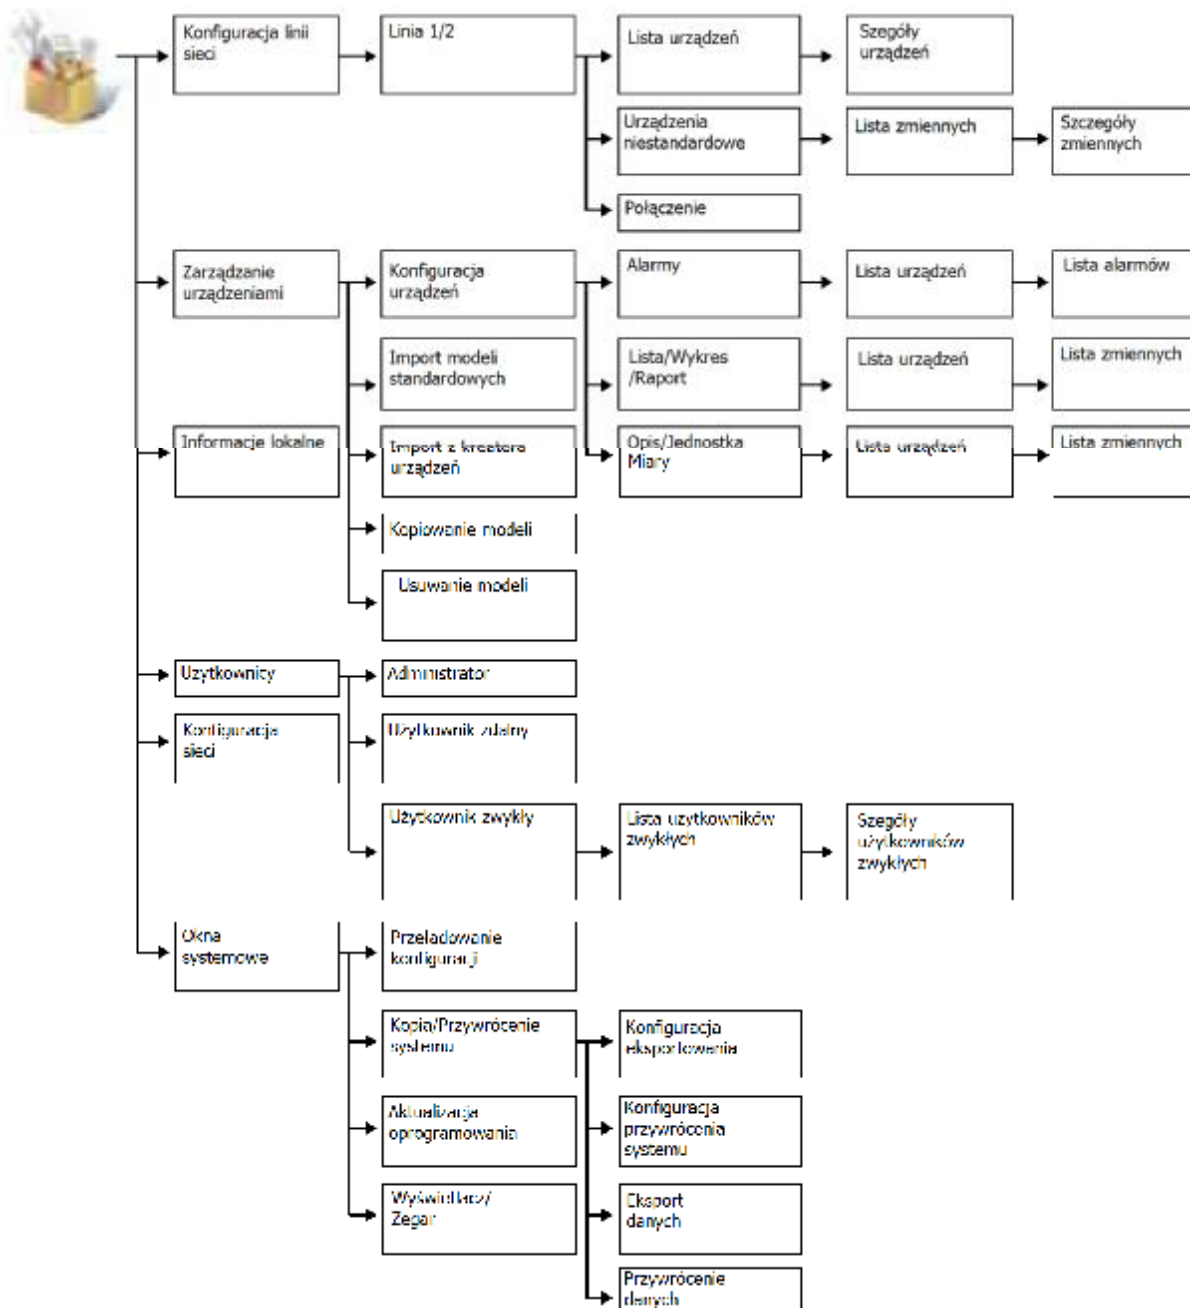 Konfiguracja linii
sieci
Linia 1/2
Lista urządzeń
Szegóły
urządzeń
Urządzenia
niestandardowe
Lista zmiennych
Szczegóły
zmiennych
Połączenie
Zarządzanie
urządzeniami
Konfiguracja
urządzeń
Alarmy
Lista urządzeń
Lista alarmów
Import modeli
standardowych
Lista/Wykres
/Raport
Lista urządzeń
Lista zmiennych
Informacje lokalne
Import z kreatora
urządzeń
Opis/Jednostka
Miary
Lista urządzeń
Lista zmiennych
Kopiowanie modeli
Usuwanie modeli
Użytkownicy
Administrator
Konfiguracja
sieci
Użytkownik zdalny
Użytkownik zwykły
Lista użytkowników
zwykłych
Szegóły
użytkowników
zwykłych
Okna
systemowe
Przeładowanie
konfiguracji
Kopia/Przywrócenie
systemu
Konfiguracja
eksportowania
Aktualizacja
oprogramowania
Konfiguracja
przywrócenia
systemu
Wyświetlacz/
Zegar
Eksport
danych
Przywrócenie
danych